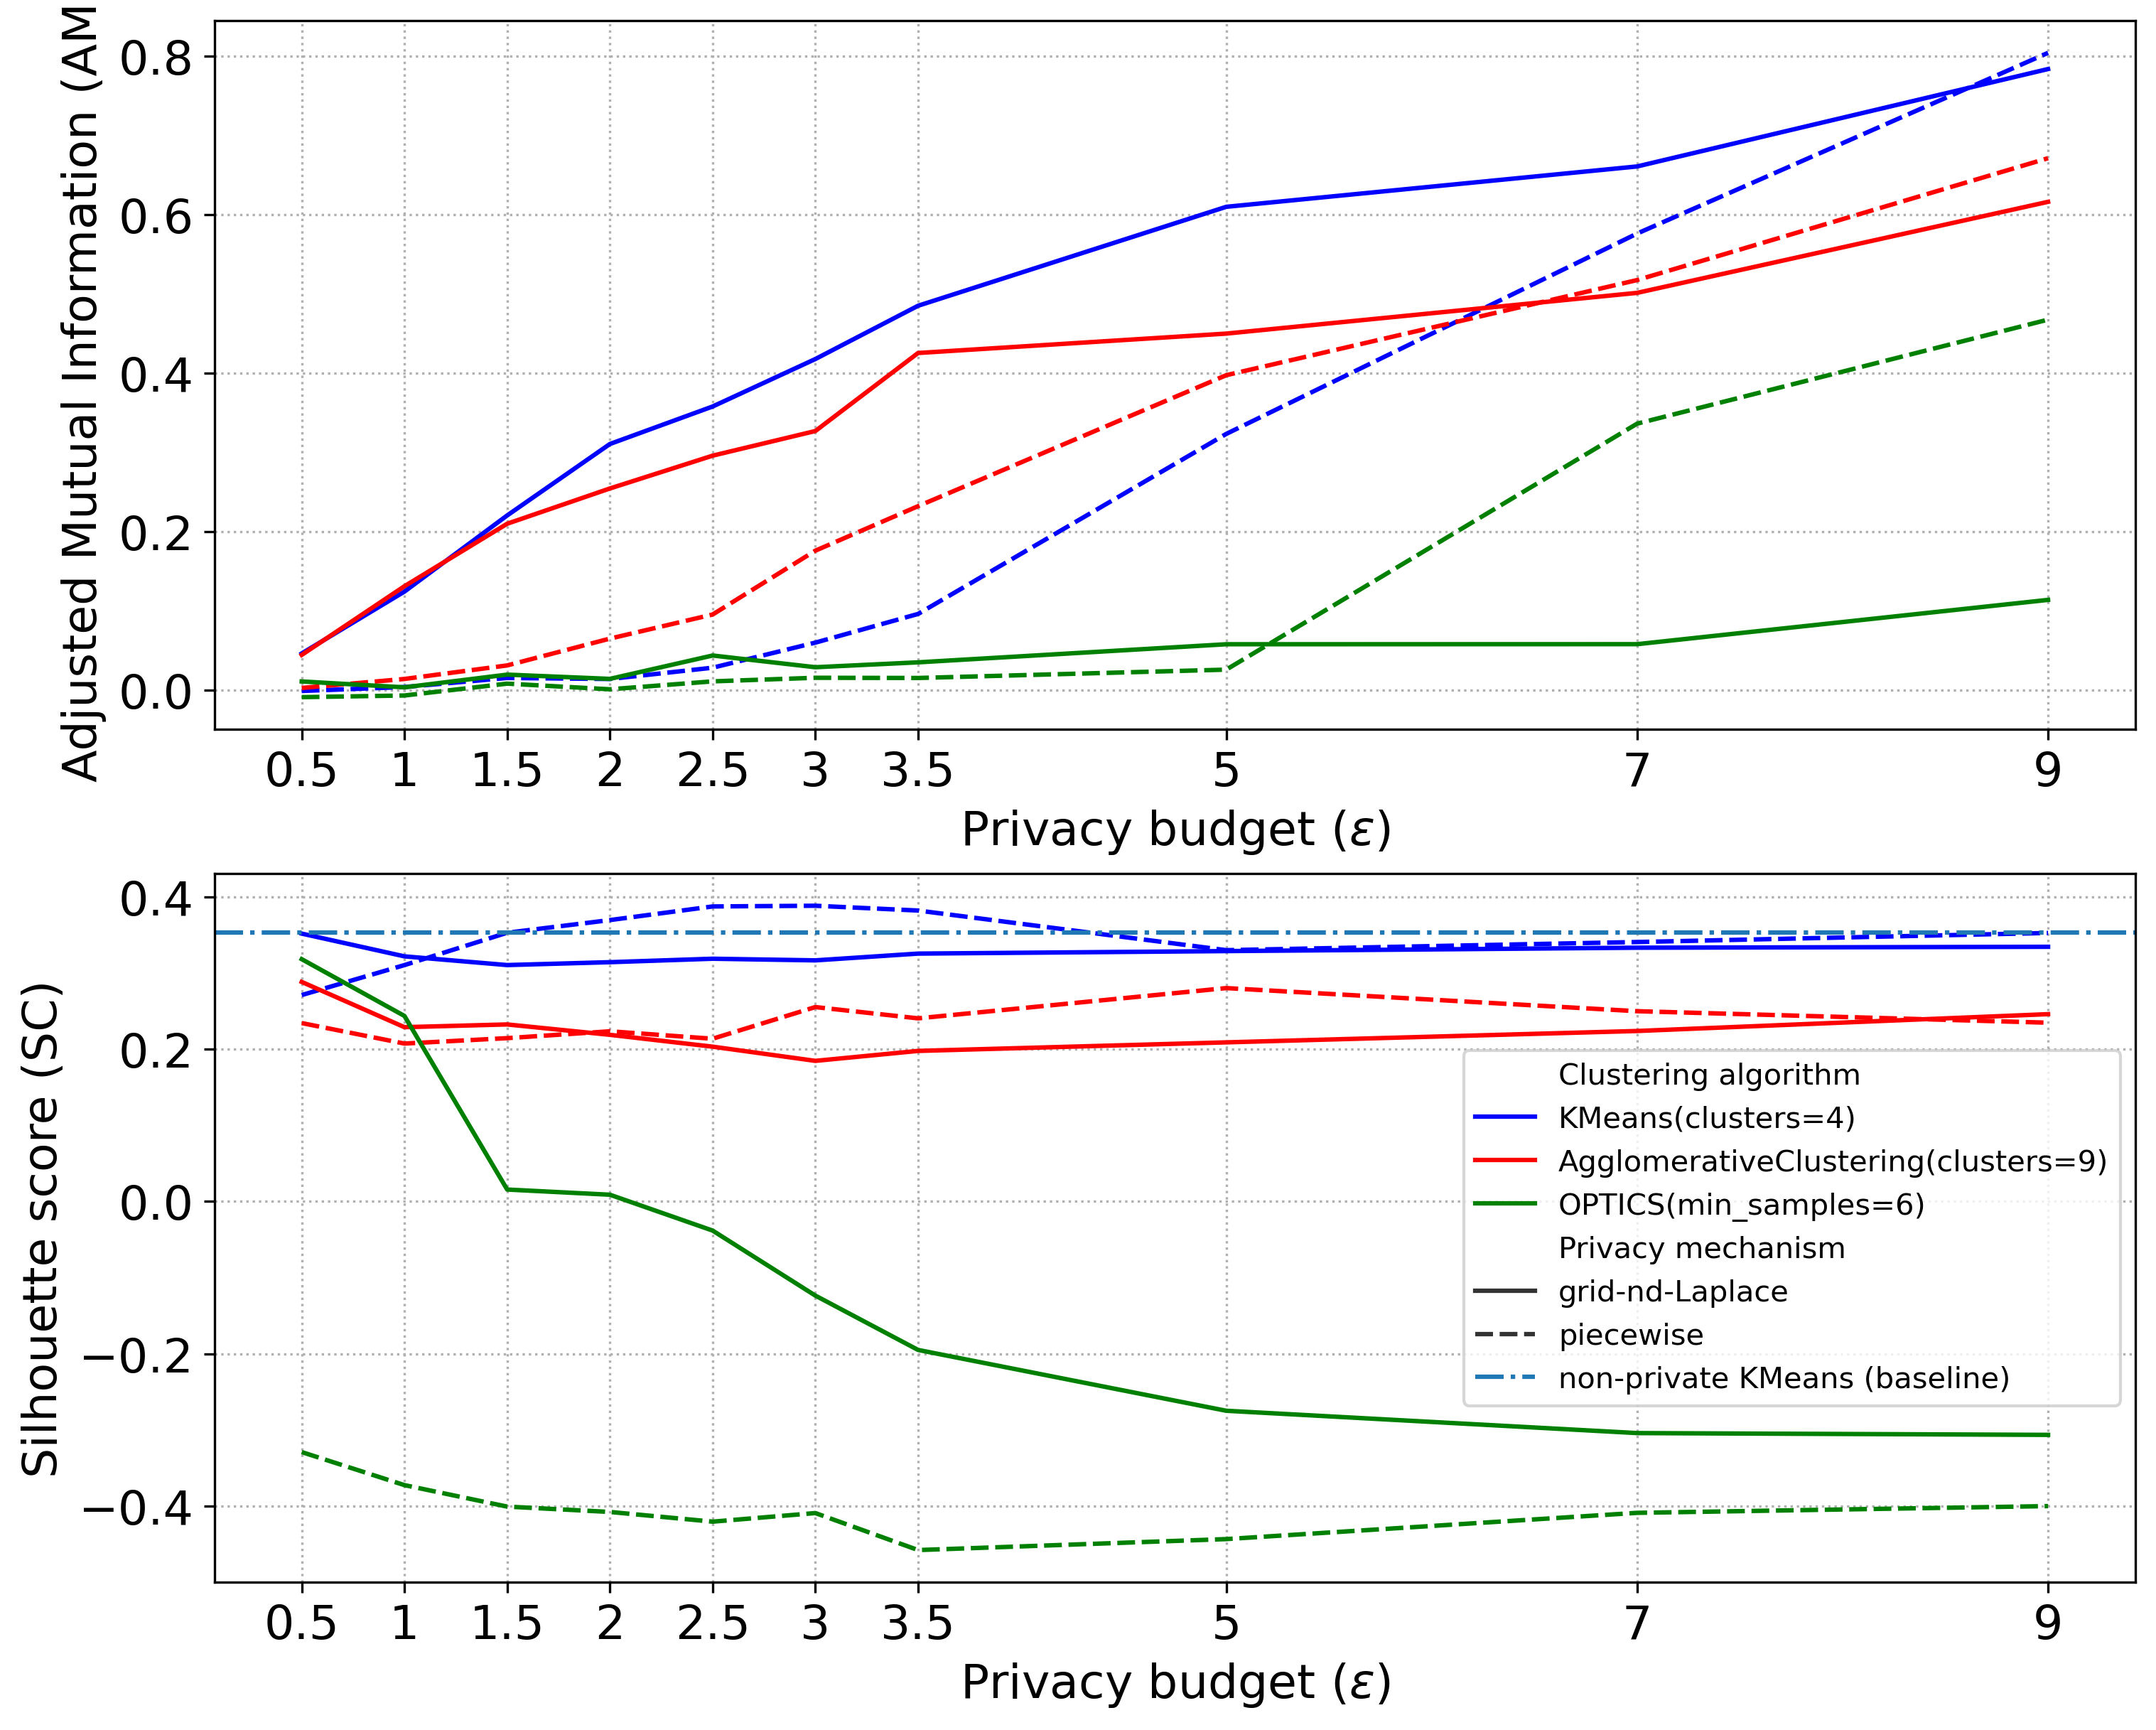 Adjusted Mutual Information (AM
0.8
0.6
0.4
0.2
0.0
0.5 1 1.5 2 2.5 3 3.5 5 7 9
Privacy budget (ε)
Silhouette score (SC)
0.4
0.2
0.0
−0.2
−0.4
Clustering algorithm
KMeans(clusters=4)
AgglomerativeClustering(clusters=9)
OPTICS(min_samples=6)
Privacy mechanism
grid-nd-Laplace
piecewise
non-private KMeans (baseline)
0.5 1 1.5 2 2.5 3 3.5 5 7 9
Privacy budget (ε)